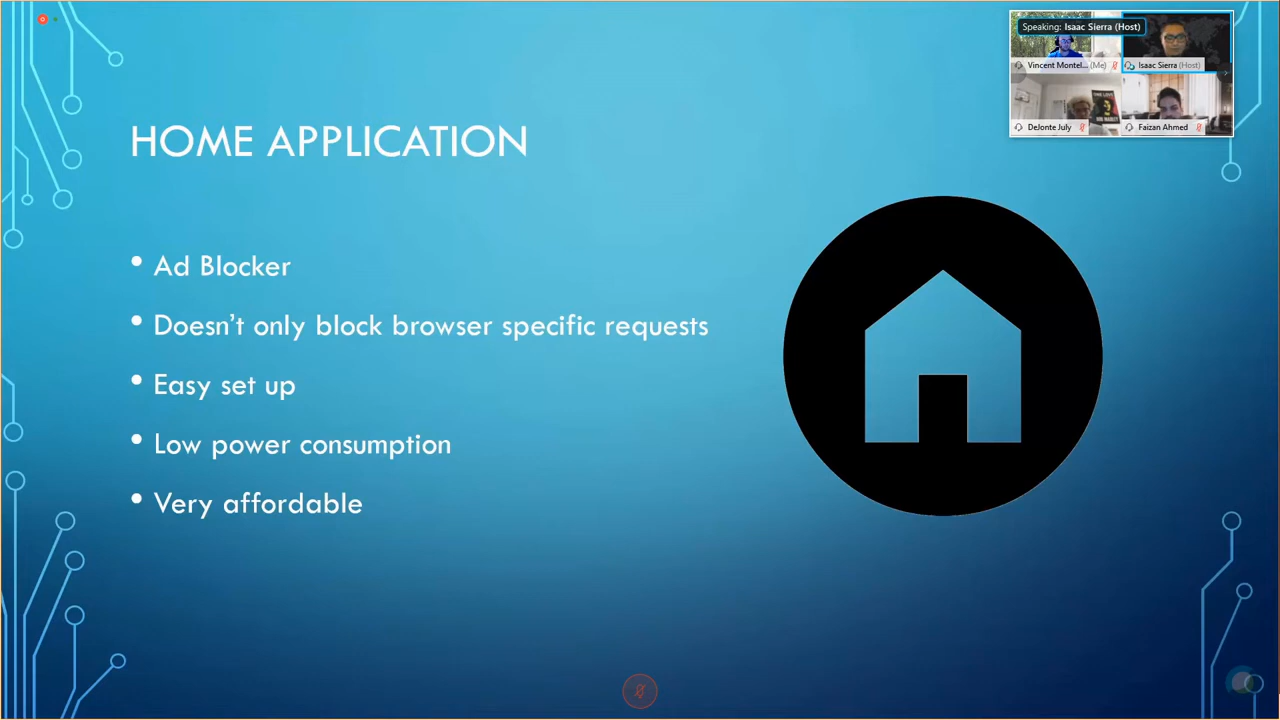 Speaking: Isaac Sierra (Host)
Vincent Montel... (Me)
Isaac Sierra (Host)
DeJonte July
Faizan Ahmed
HOME APPLICATION
• Ad Blocker
• Doesn't only block browser specific requests
• Easy set up
• Low power consumption
• Very affordable